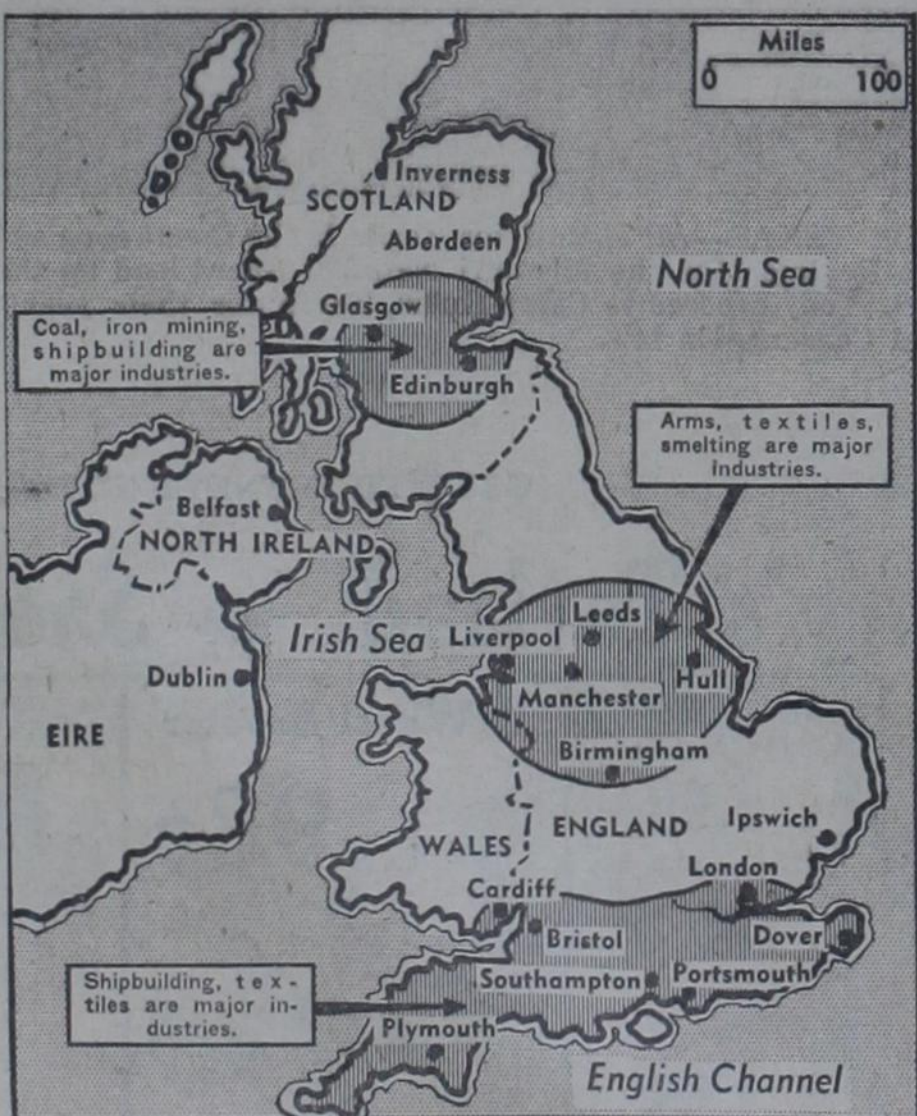 Miles
0 100
Inverness
SCOTLAND
Aberdeen
North Sea
Glasgow
Coal, iron mining,
shipbuilding are
major industries.
Edinburgh
Arms, textiles,
smelting are major
industries.
Belfast
NORTH IRELAND
Leeds
Irish Sea
Liverpool
Dublin
Hull
Manchester
EIRE
Birmingham
Ipswich
ENGLAND
WALES
London
Cardiff
Bristol
Dover
Southampton
Portsmouth
Shipbuilding, tex-
tiles are major in-
dustries.
Plymouth
English Channel